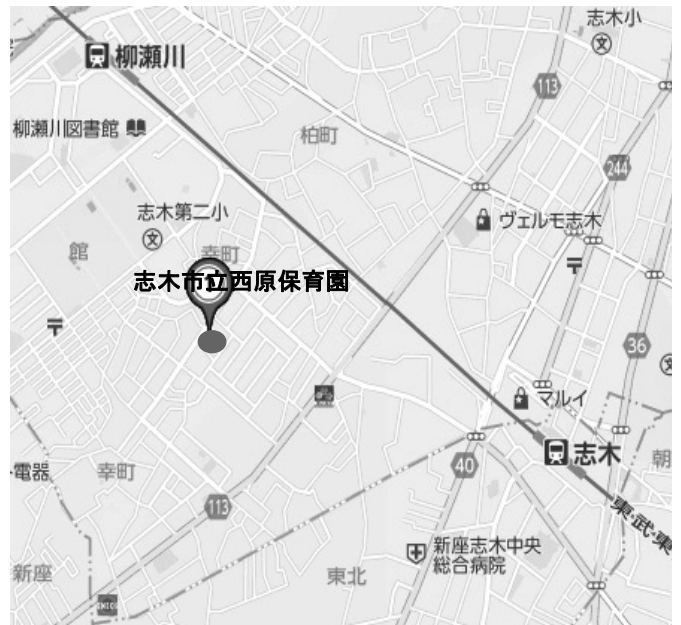 志木小
柳瀬川
113
柳瀬川図書館
柏町
244
志木第二小
ヴェルモ志木
館
幸町
志木市立西原保育園
36
マルイ
40
志木
朝
電器
幸町
113
東武東
新座志木中央
総合病院
新座
東北